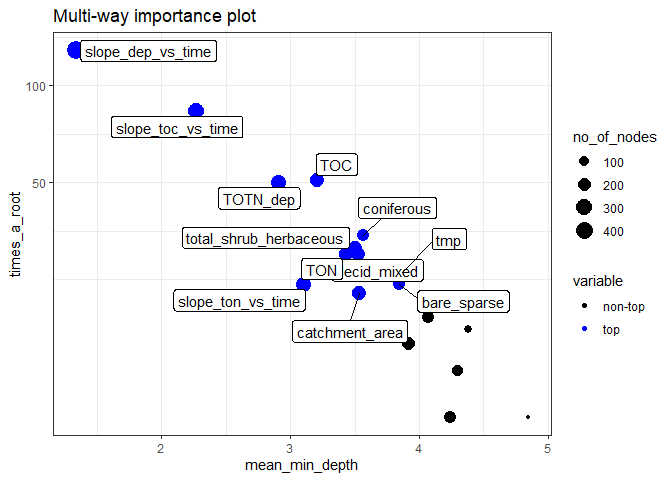 Multi-way importance plot
slope_dep_vs_time
100
slope_toc_vs_time
no_of_nodes
100
TOC
50
200
TOTN_dep
300
coniferous
400
times_a_root
total_shrub_herbaceous
tmp
TON
ecid_mixed
variable
slope_ton_vs_time
bare_sparse
non-top
catchment_area
top
2
3
4
5
mean_min_depth